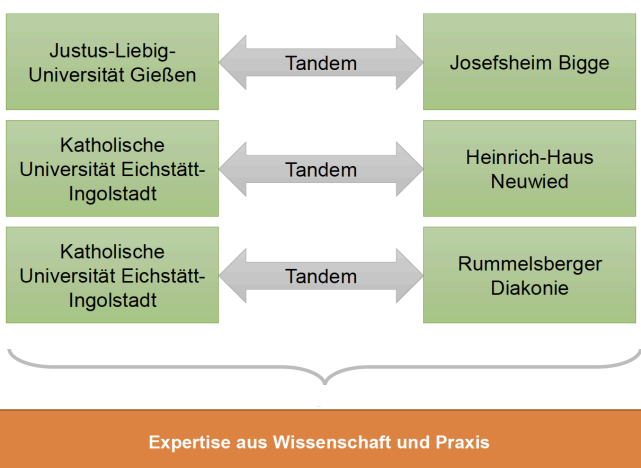 Justus-Liebig-
Universität Gießen
Tandem
Josefsheim Bigge
Katholische
Universität Eichstätt-
Ingolstadt
Tandem
Heinrich-Haus
Neuwied
Katholische
Universität Eichstätt-
Ingolstadt
Tandem
Rummelsberger
Diakonie
Expertise aus Wissenschaft und Praxis